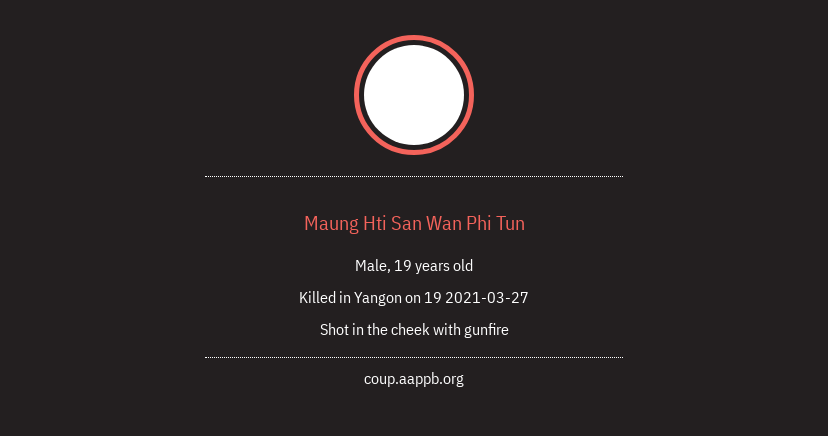 Maung Hti San Wan Phi Tun
Male, 19 years old
Killed in Yangon on 19 2021-03-27
Shot in the cheek with gunfire
coup.aappb.org